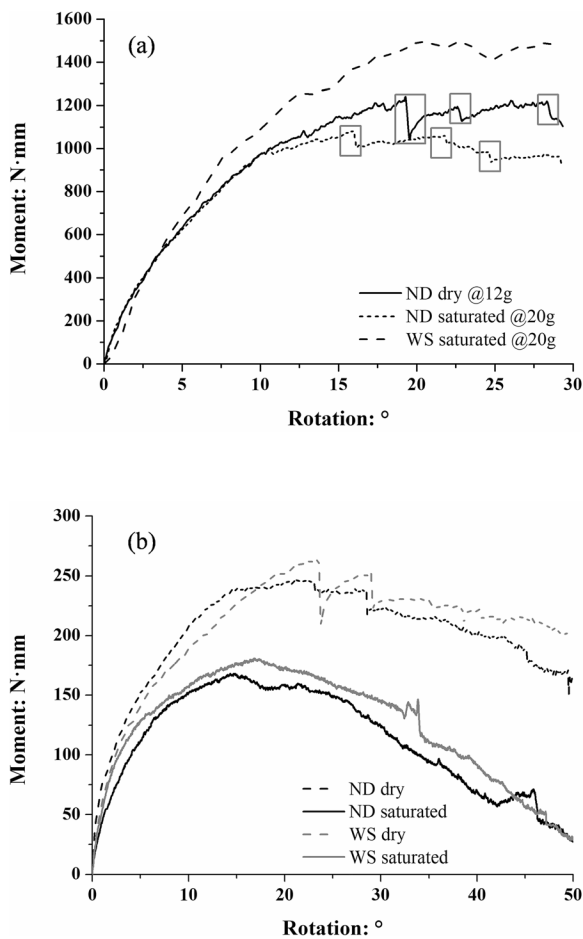 (a)
1600
1400
1200
1000
800
600
400
200
0
Moment: N·mm
ND dry @12g
ND saturated @20g
WS saturated @20g
0 5 10 15 20 25 30
Rotation: °
(b)
300
250
200
150
100
50
0
Moment: N·mm
ND dry
ND saturated
WS dry
WS saturated
0 10 20 30 40 50
Rotation: °